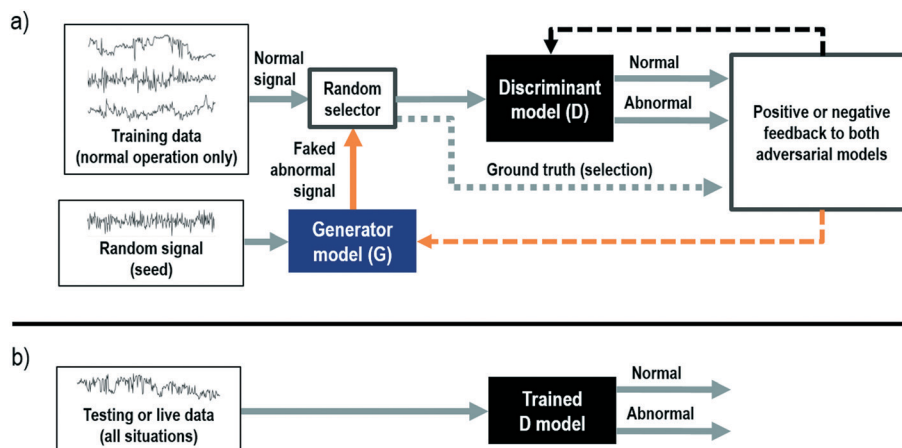 a)
Training data
(normal operation only)
Normal
signal
Random
selector
Discriminant
model (D)
Normal
Abnormal
Positive or negative
feedback to both
adversarial models
Faked
abnormal
signal
Ground truth (selection)
Random signal
(seed)
Generator
model (G)
b)
Testing or live data
(all situations)
Trained
D model
Normal
Abnormal